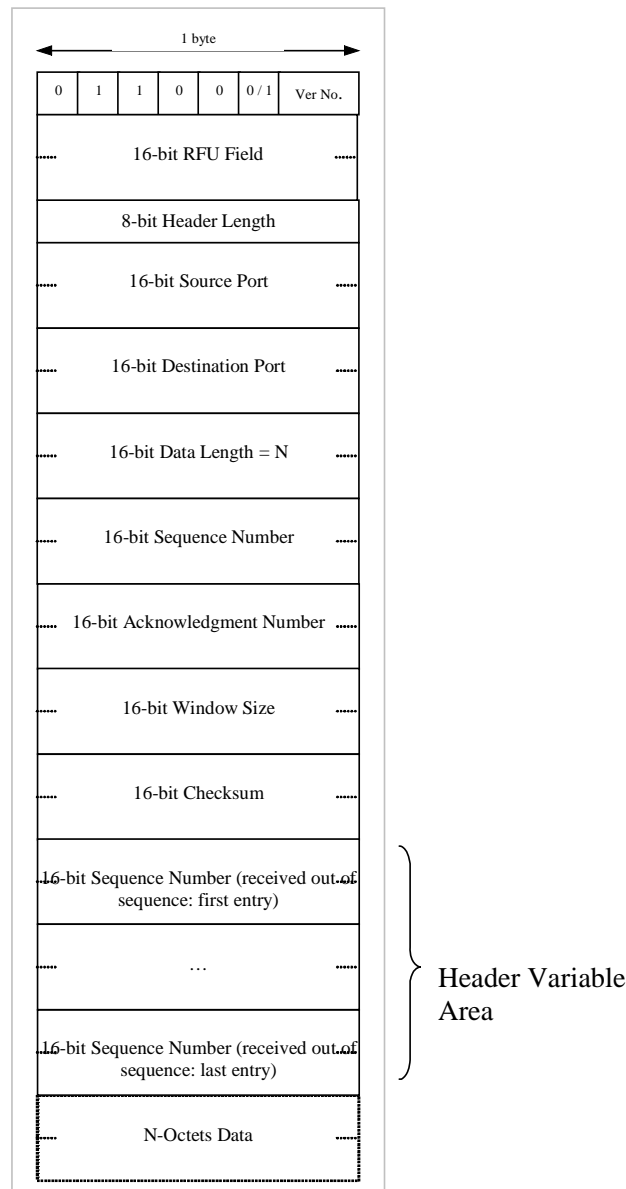 1 byte
0 1 1 0 0 0 / 1 Ver No.
16-bit RFU Field
8-bit Header Length
16-bit Source Port
16-bit Destination Port
16-bit Data Length = N
16-bit Sequence Number
16-bit Acknowledgment Number
16-bit Window Size
16-bit Checksum
16-bit Sequence Number (received out of
sequence: first entry)
…
16-bit Sequence Number (received out of
sequence: last entry)
Header Variable
Area
N-Octets Data